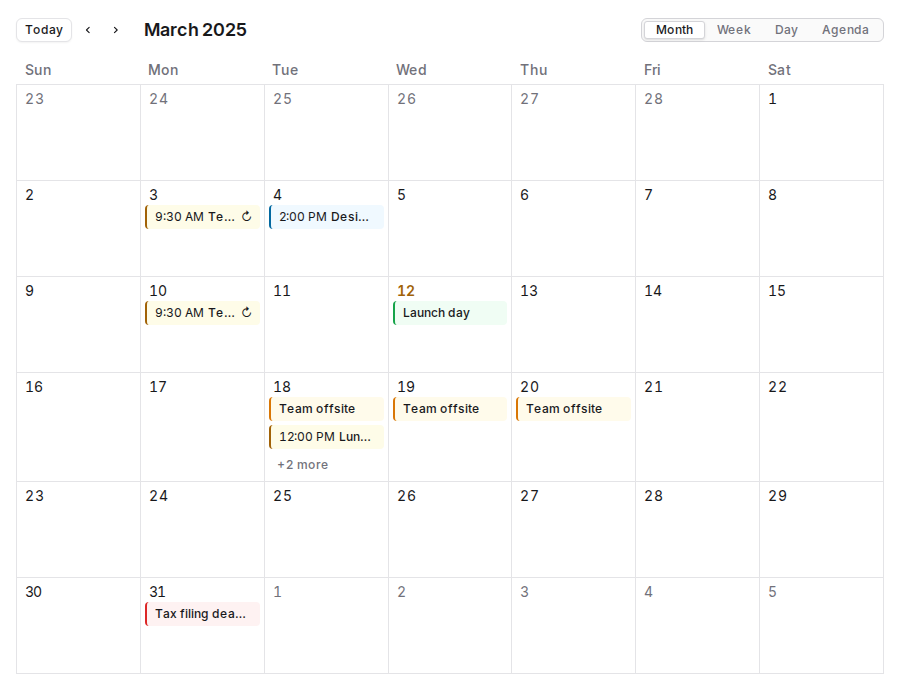 Today ‹ › March 2025 Month Week Day Agenda
Sun Mon Tue Wed Thu Fri Sat
23 24 25 26 27 28 1
2 3 4 5 6 7 8
9:30 AM Te... 2:00 PM Desi...
9 10 11 12 13 14 15
9:30 AM Te... Launch day
16 17 18 19 20 21 22
Team offsite Team offsite Team offsite
12:00 PM Lun...
+2 more
23 24 25 26 27 28 29
30 31 1 2 3 4 5
Tax filing dea...